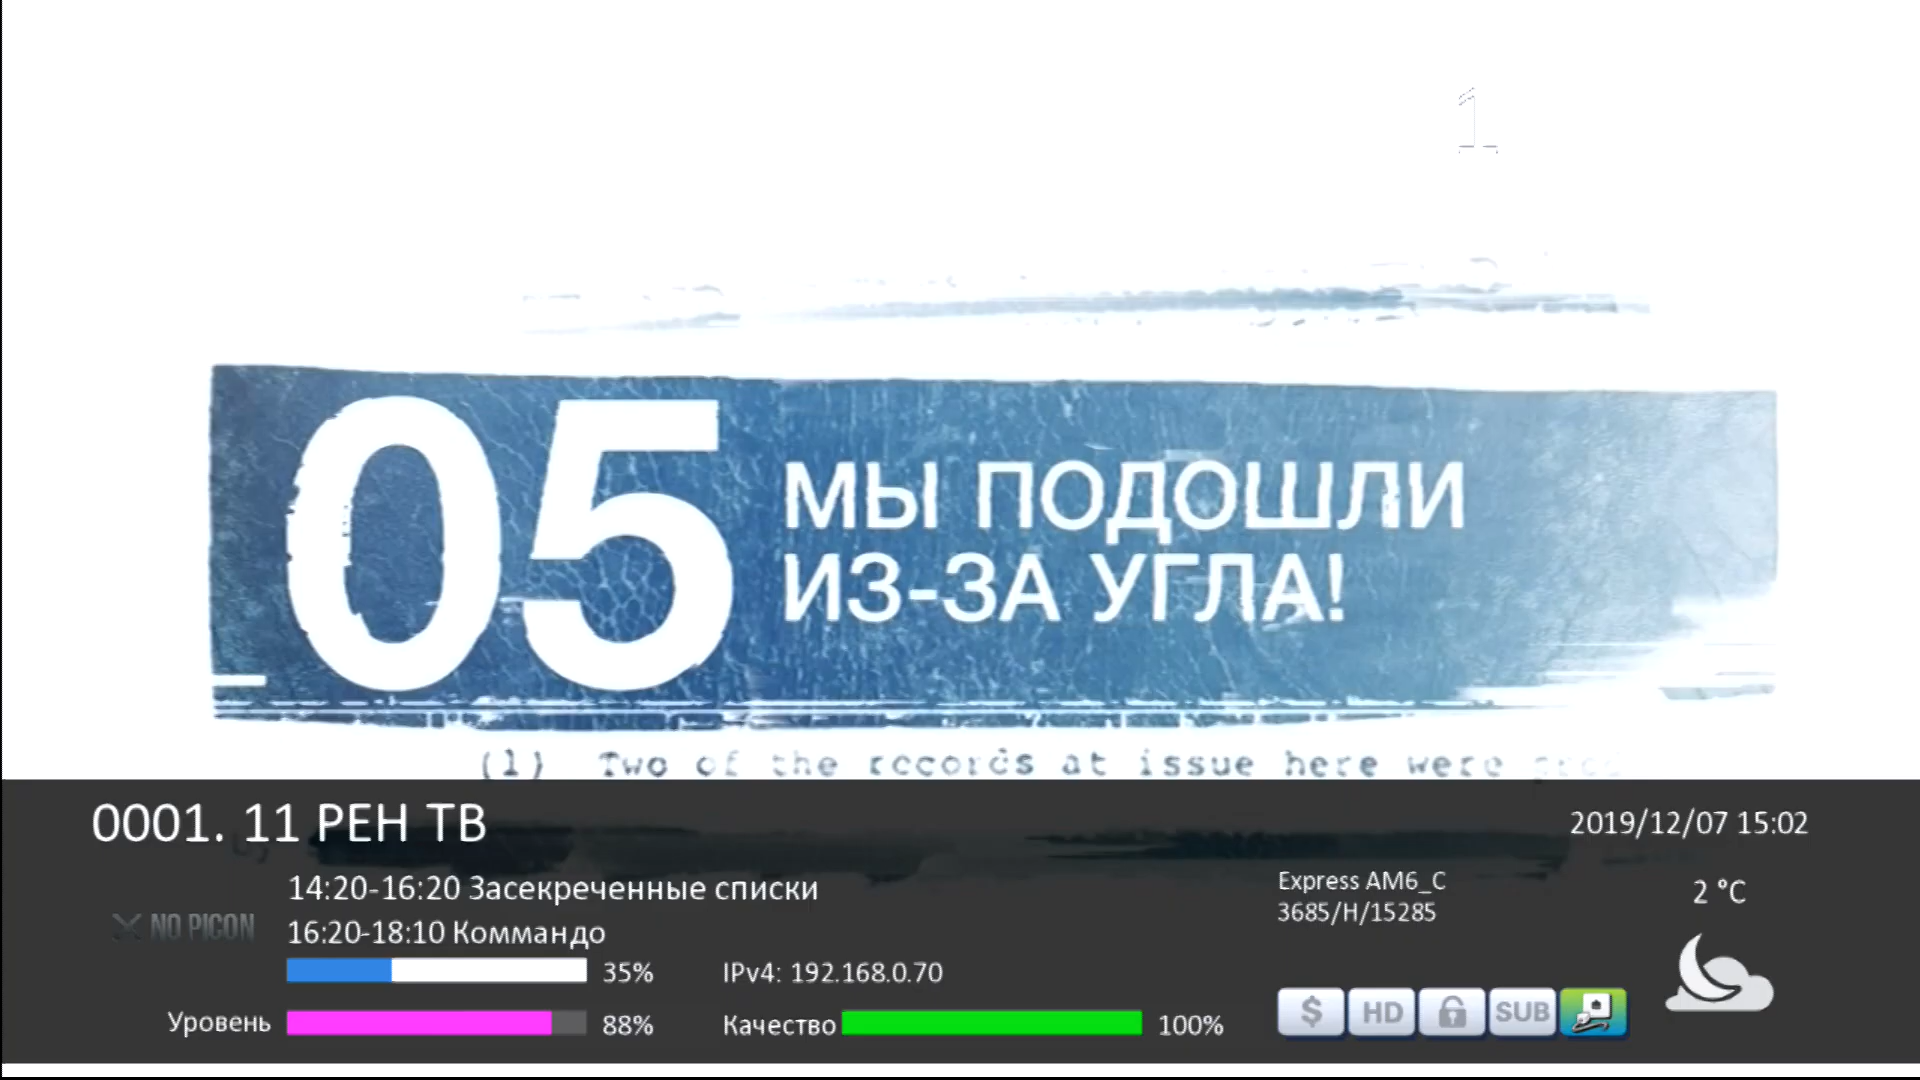 1
05
МЫ ПОДОШЛИ
ИЗ-ЗА УГЛА!
(1) Two of the records at issue here were
0001. 11 РЕН ТВ
2019/12/07 15:02
14:20-16:20 Засекреченные списки
Express AM6_C
2 °C
3685/H/15285
NO PICON
16:20-18:10 Коммандо
35%
IPv4: 192.168.0.70
Уровень
88%
Качество
100%
$
HD
SUB